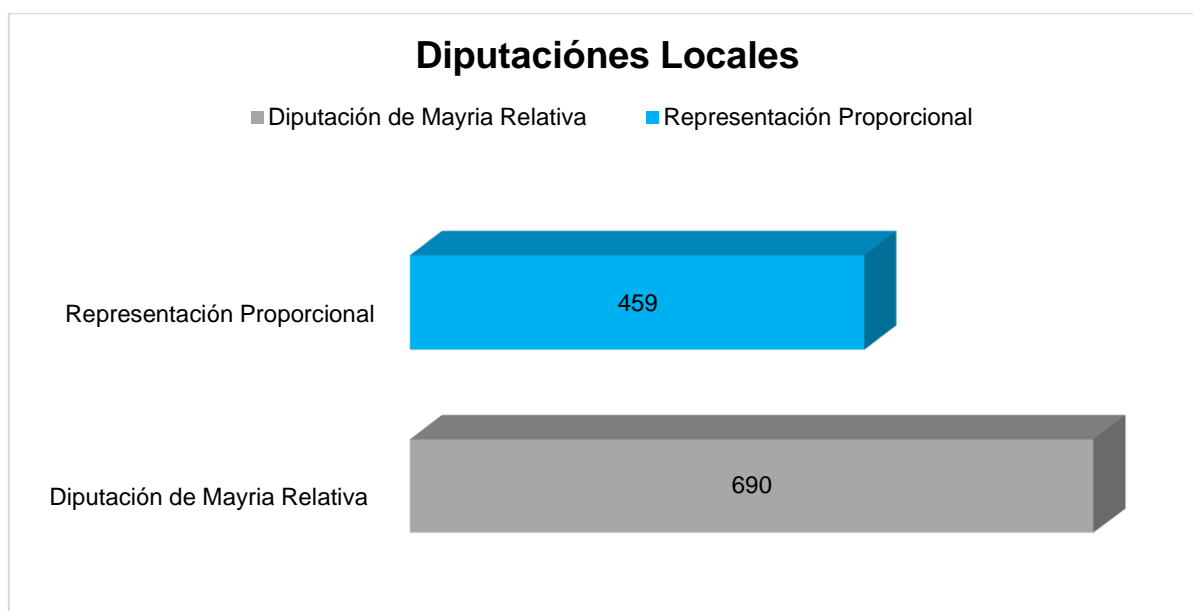 Diputaciónes Locales
Diputación de Mayria Relativa
Representación Proporcional
Representación Proporcional
459
Diputación de Mayria Relativa
690